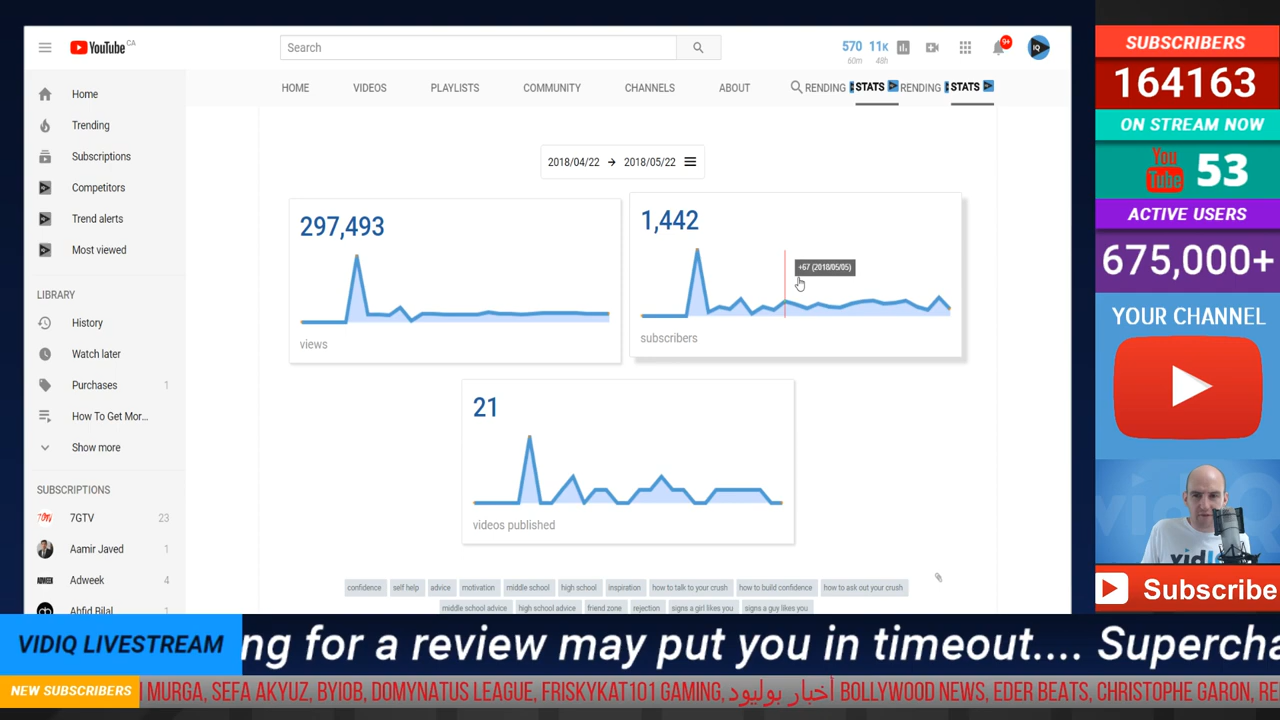 YouTube CA
Search
570 11K
60m 48h
9+
IQ
HOME VIDEOS PLAYLISTS COMMUNITY CHANNELS ABOUT RENDING STATS RENDING STATS
Home
Trending
Subscriptions
Competitors
Trend alerts
Most viewed
LIBRARY
History
Watch later
Purchases 1
How To Get Mor...
Show more
SUBSCRIPTIONS
7GTV 23
Aamir Javed 1
Adweek 4
Ahfid Bilal
2018/04/22 → 2018/05/22
297,493
views
1,442
+67 (2018/05/05)
subscribers
21
videos published
confidence self help advice motivation middle school high school inspiration how to talk to your crush how to build confidence how to ask out your crush
middle school advice high school advice friend zone rejection signs a girl likes you signs a guy likes you
SUBSCRIBERS
164163
ON STREAM NOW
You Tube 53
ACTIVE USERS
675,000+
YOUR CHANNEL
Subscribe
VIDIQ LIVESTREAM ng for a review may put you in timeout.... Supercha
NEW SUBSCRIBERS MURGA, SEFA AKYUZ, BYIOB, DOMYNATUS LEAGUE, FRISKYKAT101 GAMING, أخبار بوليود BOLLYWOOD NEWS, EDER BEATS, CHRISTOPHE GARON, RE